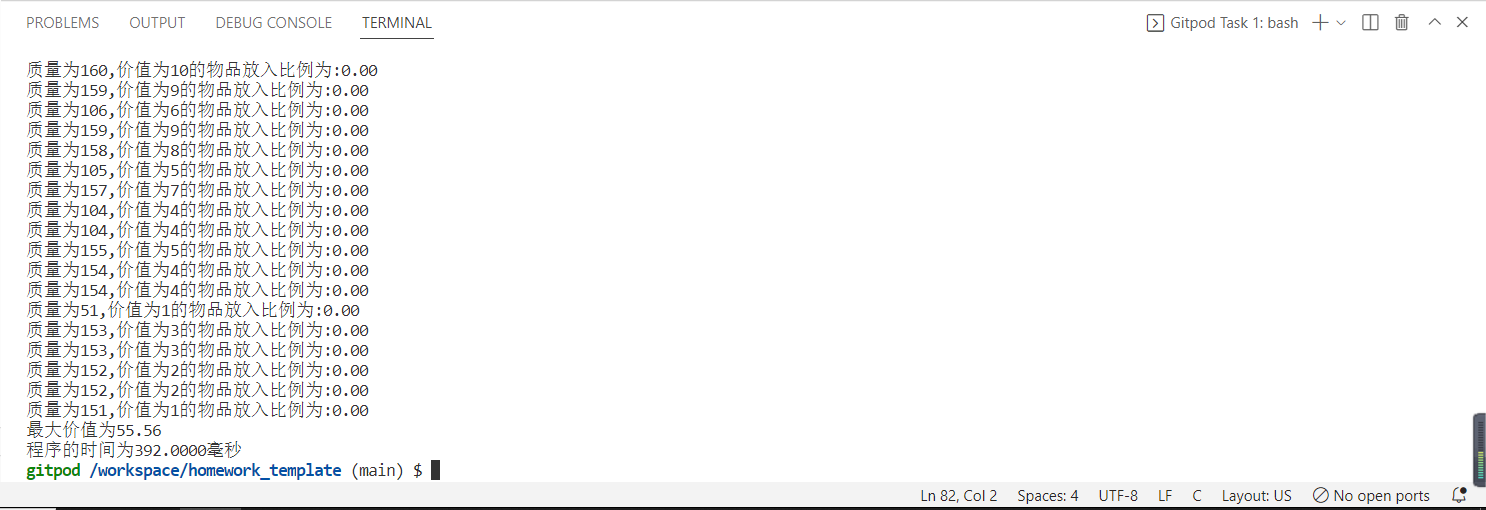 PROBLEMS OUTPUT DEBUG CONSOLE TERMINAL Gitpod Task 1: bash
质量为160,价值为10的物品放入比例为:0.00
质量为159,价值为9的物品放入比例为:0.00
质量为106,价值为6的物品放入比例为:0.00
质量为159,价值为9的物品放入比例为:0.00
质量为158,价值为8的物品放入比例为:0.00
质量为105,价值为5的物品放入比例为:0.00
质量为157,价值为7的物品放入比例为:0.00
质量为104,价值为4的物品放入比例为:0.00
质量为104,价值为4的物品放入比例为:0.00
质量为155,价值为5的物品放入比例为:0.00
质量为154,价值为4的物品放入比例为:0.00
质量为154,价值为4的物品放入比例为:0.00
质量为51,价值为1的物品放入比例为:0.00
质量为153,价值为3的物品放入比例为:0.00
质量为153,价值为3的物品放入比例为:0.00
质量为152,价值为2的物品放入比例为:0.00
质量为152,价值为2的物品放入比例为:0.00
质量为151,价值为1的物品放入比例为:0.00
最大价值为55.56
程序的时间为392.0000毫秒
gitpod /workspace/homework_template (main) $
Ln 82, Col 2 Spaces: 4 UTF-8 LF C Layout: US No open ports